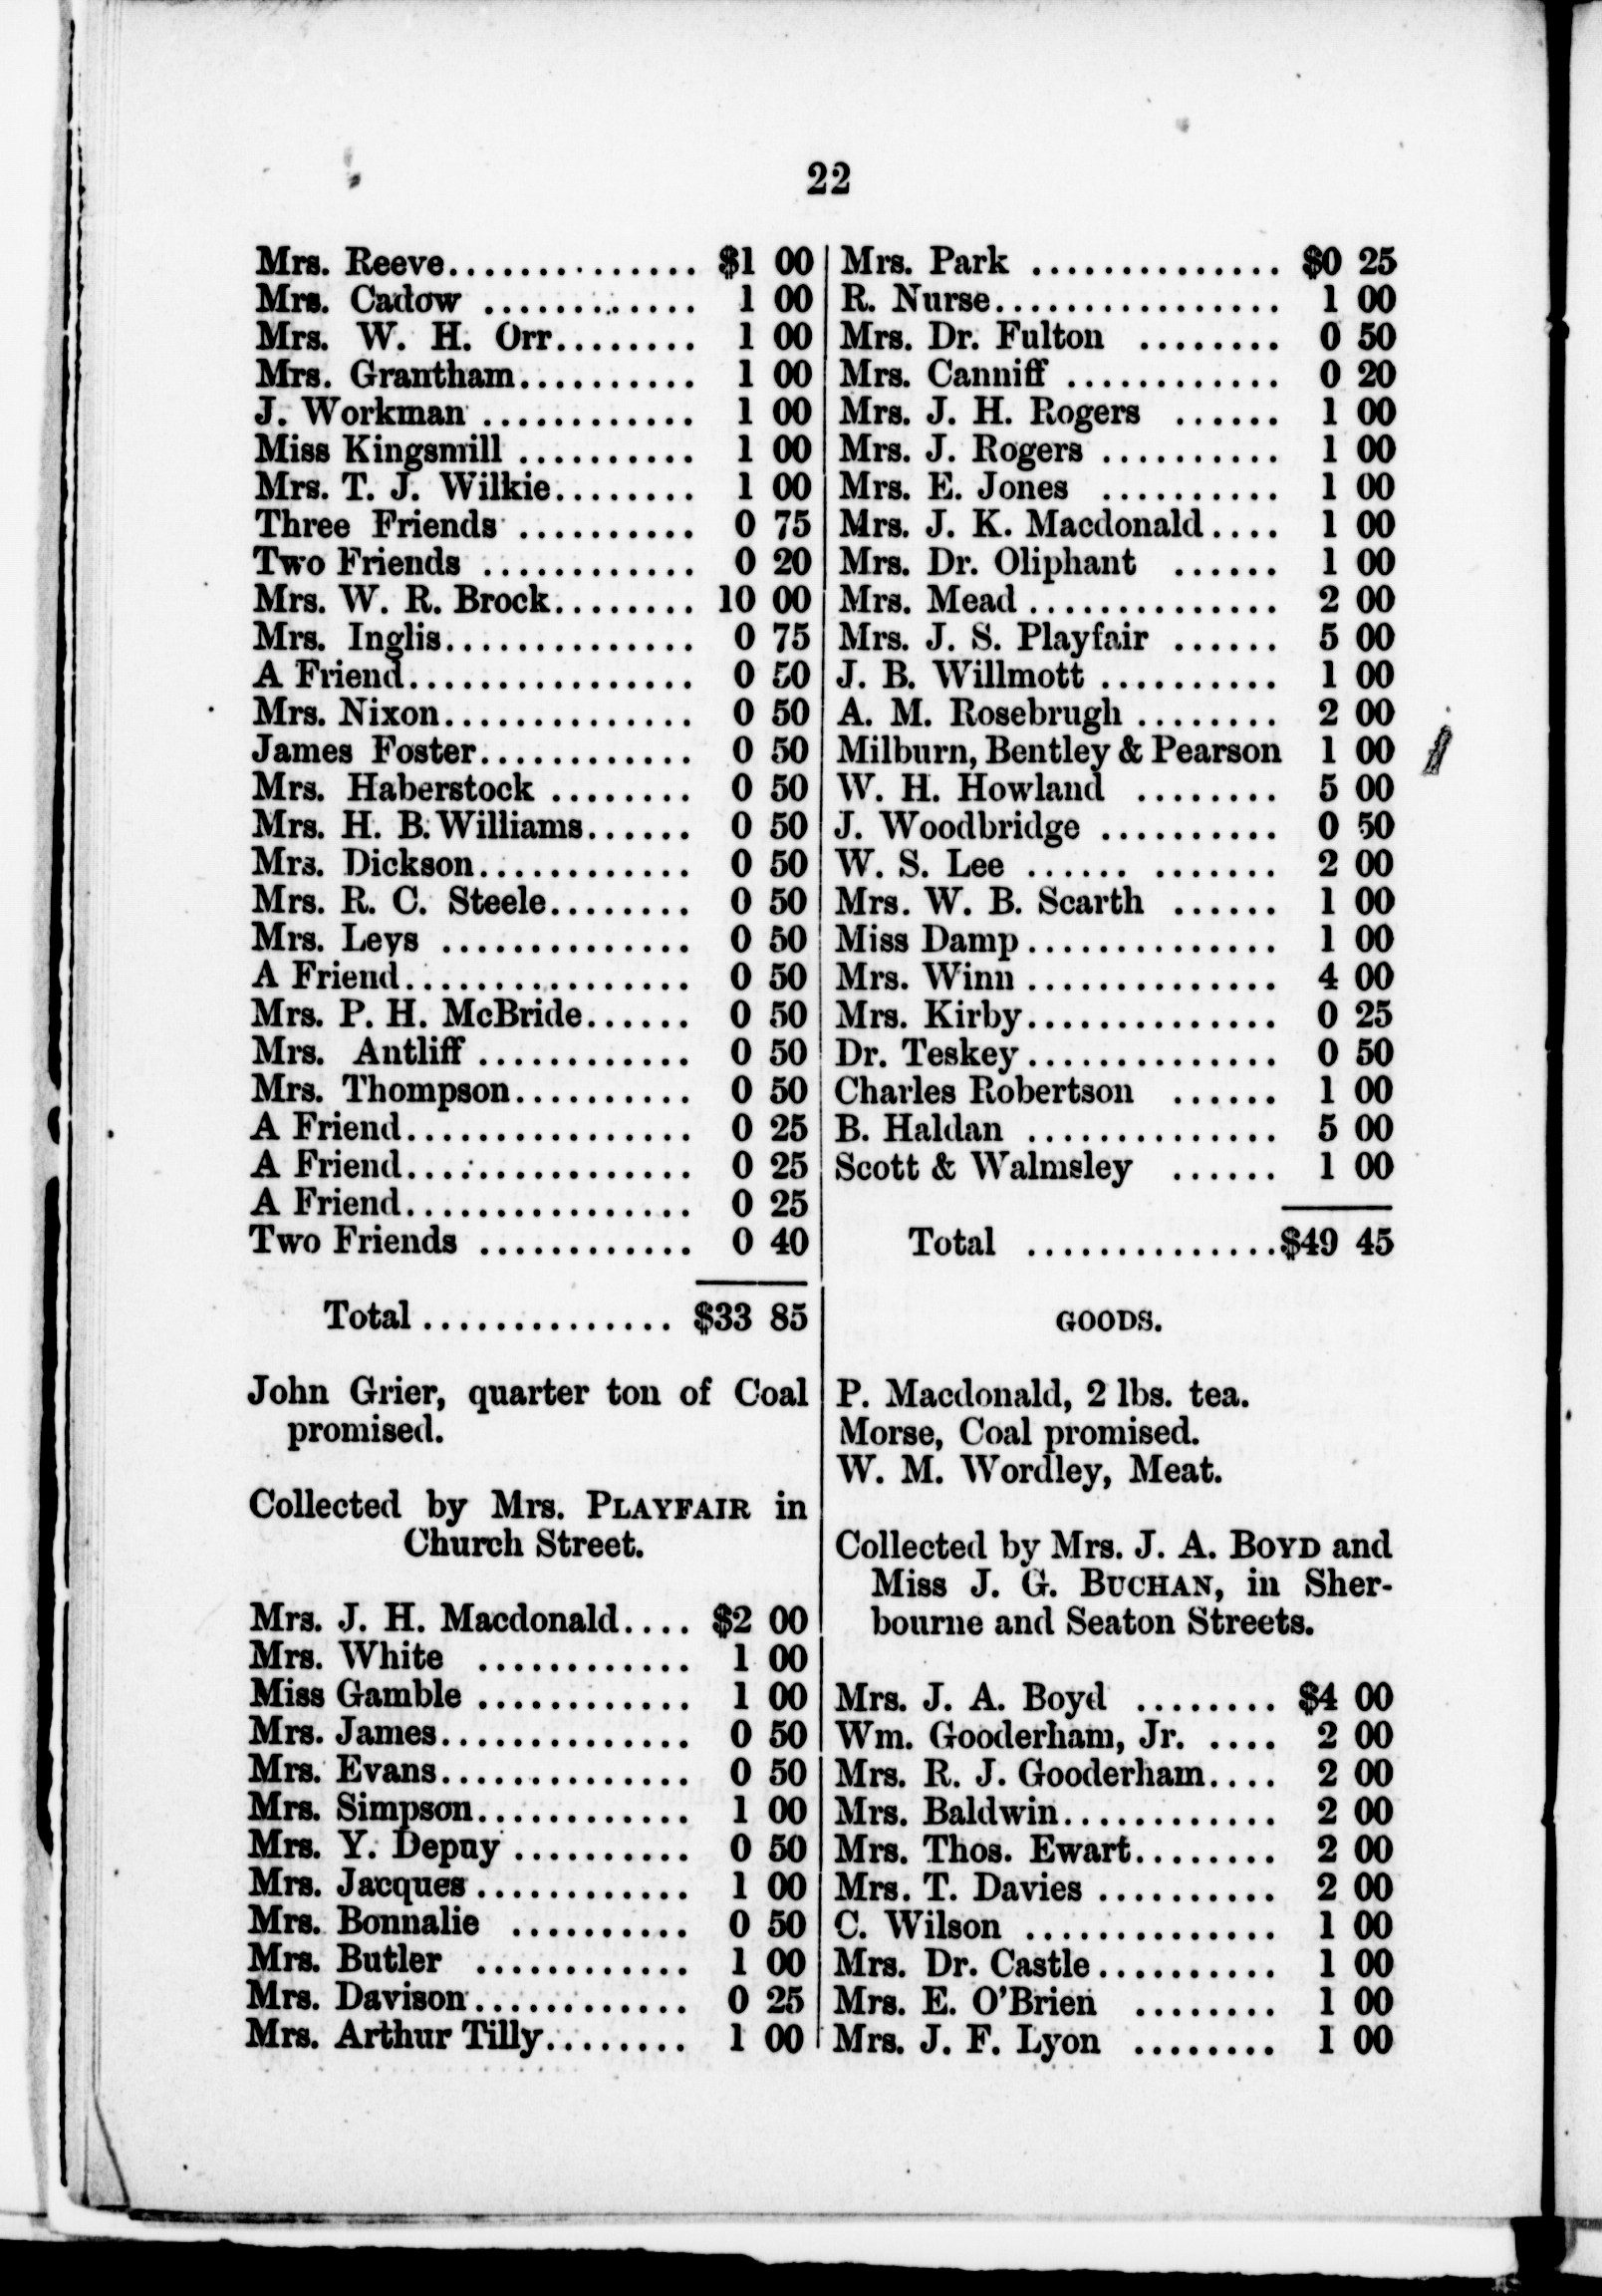 22
Mrs. Reeve.............. $1 00
Mrs. Cadow ............ 1 00
Mrs. W. H. Orr........ 1 00
Mrs. Grantham.......... 1 00
J. Workman ............ 1 00
Miss Kingsmill .......... 1 00
Mrs. T. J. Wilkie........ 1 00
Three Friends .......... 0 75
Two Friends ............ 0 20
Mrs. W. R. Brock........ 10 00
Mrs. Inglis.............. 0 75
A Friend................ 0 50
Mrs. Nixon.............. 0 50
James Foster............ 0 50
Mrs. Haberstock ........ 0 50
Mrs. H. B. Williams...... 0 50
Mrs. Dickson............ 0 50
Mrs. R. C. Steele........ 0 50
Mrs. Leys .............. 0 50
A Friend................ 0 50
Mrs. P. H. McBride...... 0 50
Mrs. Antliff ............ 0 50
Mrs. Thompson.......... 0 50
A Friend................ 0 25
A Friend................ 0 25
A Friend................ 0 25
Two Friends ............ 0 40
Total .............. $33 85
John Grier, quarter ton of Coal
promised.
Collected by Mrs. PLAYFAIR in
Church Street.
Mrs. J. H. Macdonald.... $2 00
Mrs. White ............ 1 00
Miss Gamble ............ 1 00
Mrs. James.............. 0 50
Mrs. Evans.............. 0 50
Mrs. Simpson............ 1 00
Mrs. Y. Depuy .......... 0 50
Mrs. Jacques ............ 1 00
Mrs. Bonnalie .......... 0 50
Mrs. Butler ............ 1 00
Mrs. Davison............ 0 25
Mrs. Arthur Tilly........ 1 00
Mrs. Park .............. $0 25
R. Nurse................ 1 00
Mrs. Dr. Fulton ........ 0 50
Mrs. Canniff ............ 0 20
Mrs. J. H. Rogers ...... 1 00
Mrs. J. Rogers .......... 1 00
Mrs. E. Jones .......... 1 00
Mrs. J. K. Macdonald.... 1 00
Mrs. Dr. Oliphant ...... 1 00
Mrs. Mead .............. 2 00
Mrs. J. S. Playfair ...... 5 00
J. B. Willmott .......... 1 00
A. M. Rosebrugh ........ 2 00
Milburn, Bentley & Pearson 1 00
W. H. Howland ........ 5 00
J. Woodbridge .......... 0 50
W. S. Lee ...... ....... 2 00
Mrs. W. B. Scarth ...... 1 00
Miss Damp.............. 1 00
Mrs. Winn .............. 4 00
Mrs. Kirby.............. 0 25
Dr. Teskey.............. 0 50
Charles Robertson ...... 1 00
B. Haldan .............. 5 00
Scott & Walmsley ...... 1 00
Total ..............$49 45
GOODS.
P. Macdonald, 2 lbs. tea.
Morse, Coal promised.
W. M. Wordley, Meat.
Collected by Mrs. J. A. BOYD and
Miss J. G. BUCHAN, in Sher-
bourne and Seaton Streets.
Mrs. J. A. Boyd ........ $4 00
Wm. Gooderham, Jr. .... 2 00
Mrs. R. J. Gooderham.... 2 00
Mrs. Baldwin............ 2 00
Mrs. Thos. Ewart........ 2 00
Mrs. T. Davies .......... 2 00
C. Wilson .............. 1 00
Mrs. Dr. Castle.......... 1 00
Mrs. E. O'Brien ........ 1 00
Mrs. J. F. Lyon ........ 1 00